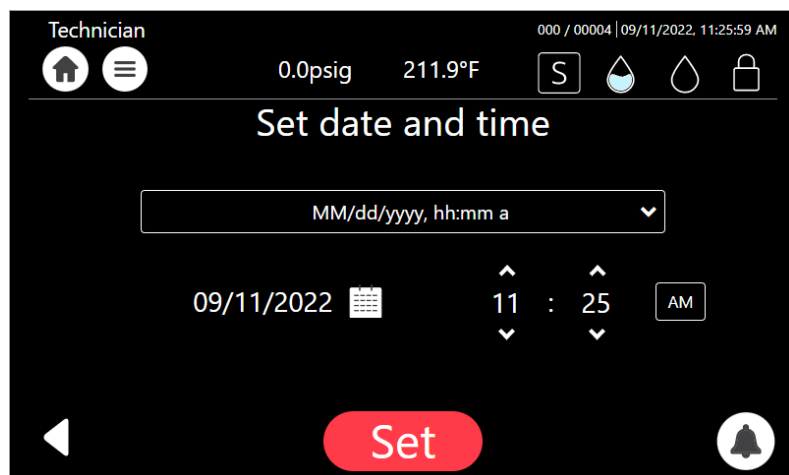 Technician
000 / 00004 | 09/11/2022, 11:25:59 AM
0.0psig 211.9°F S
Set date and time
MM/dd/yyyy, hh:mm a
09/11/2022 11 : 25 AM
Set